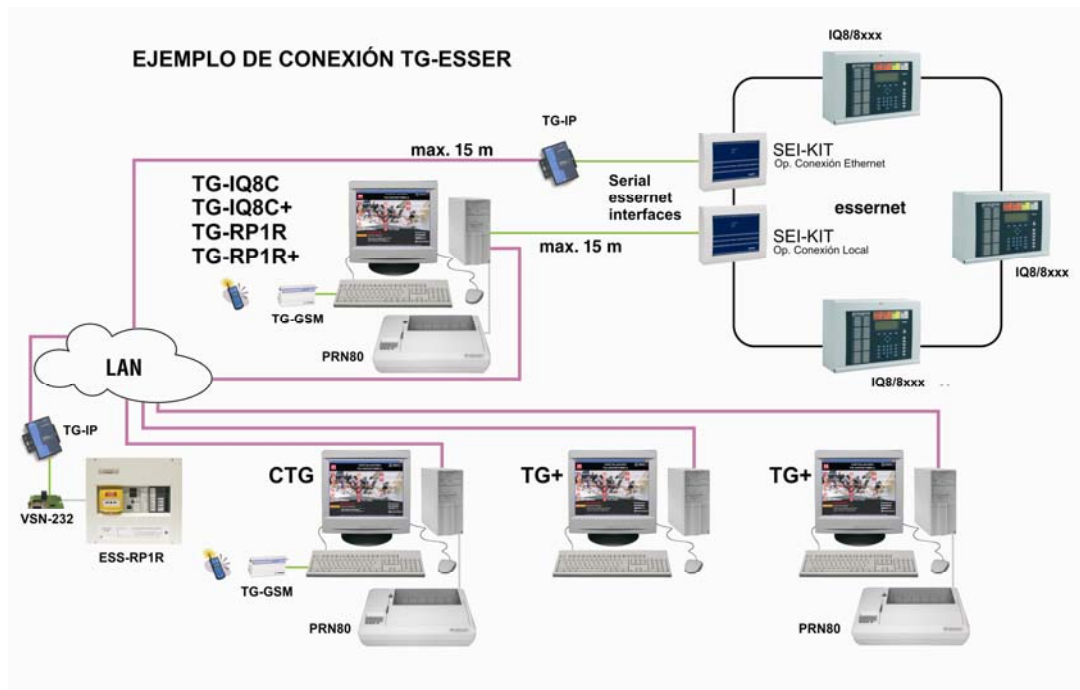 EJEMPLO DE CONEXIÓN TG-ESSER
IQ8/8xxx
TG-IP
max. 15 m
SEI-KIT
Op. Conexión Ethernet
TG-IQ8C
TG-IQ8C+
TG-RP1R
TG-RP1R+
Serial
essernet
interfaces
essernet
SEI-KIT
Op. Conexión Local
max. 15 m
IQ8/8xxx
TG-GSM
PRN80
LAN
IQ8/8xxx
TG-IP
CTG
TG+
TG+
VSN-232
ESS-RP1R
TG-GSM
PRN80
PRN80